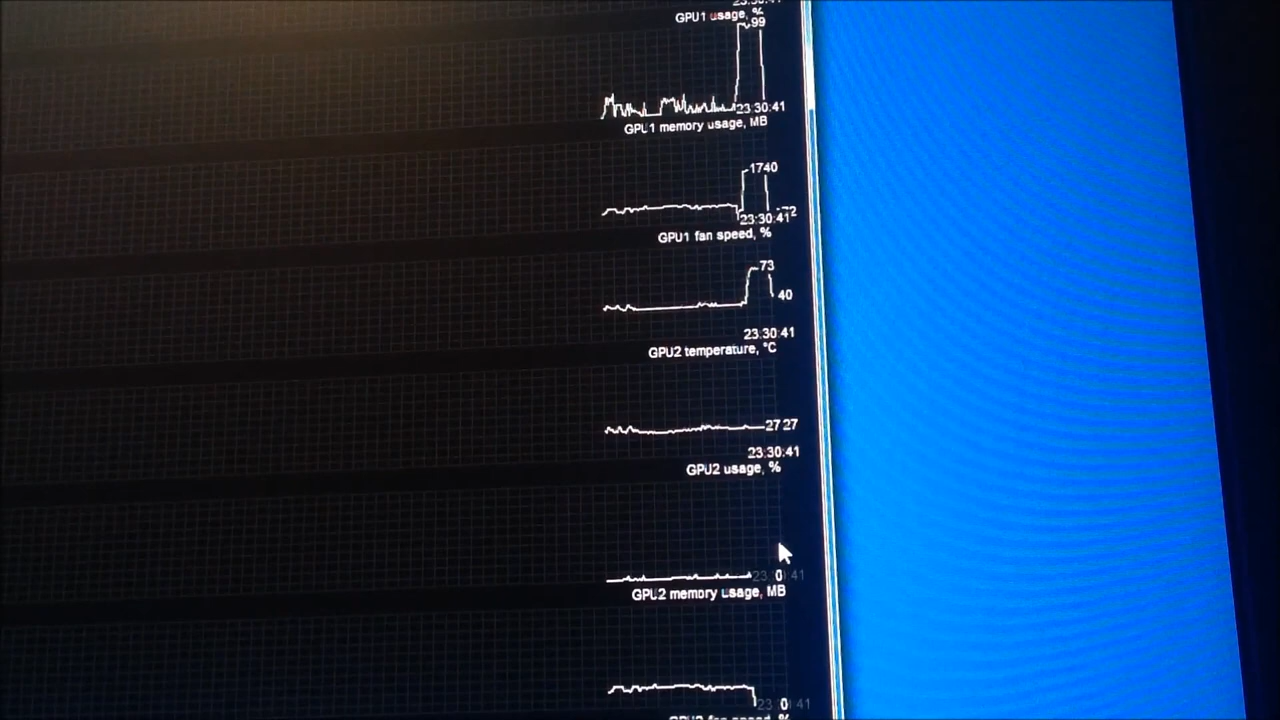 23:30:41
GPU1 usage, %
99
23:30:41
GPU1 memory usage, MB
1740
23:30:41
GPU1 fan speed, %
73
40
23:30:41
GPU2 temperature, °C
27 27
23:30:41
GPU2 usage, %
0
GPU2 memory usage, MB
0